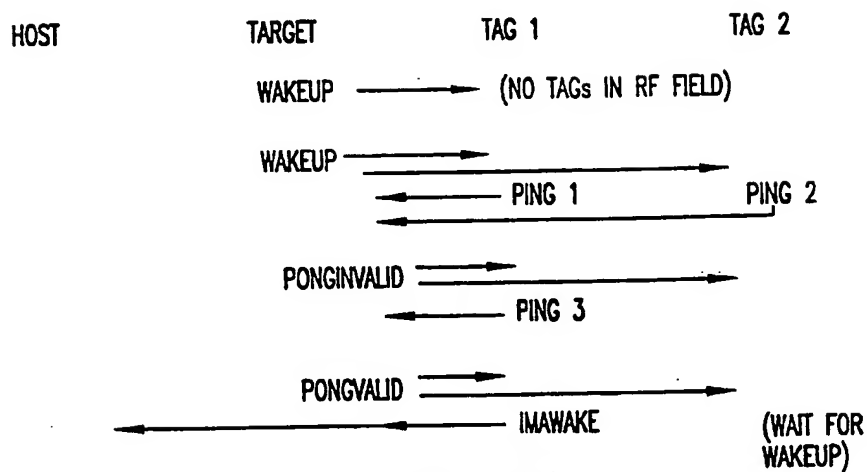 HOST TARGET TAG 1 TAG 2
WAKEUP (NO TAGs IN RF FIELD)
WAKEUP
PING 1 PING 2
PONGINVALID
PING 3
PONGVALID
IMAWAKE (WAIT FOR
WAKEUP)